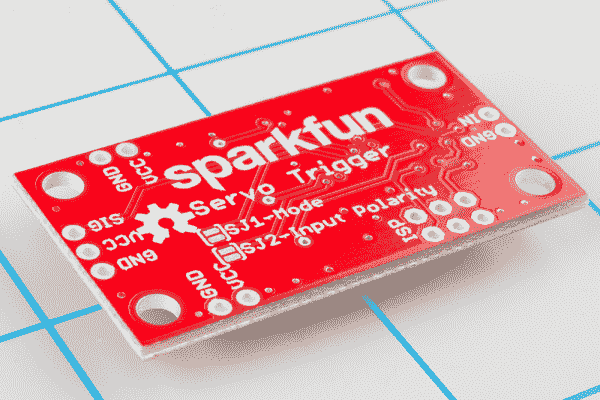 VCC
GND
sparkfun
Servo Trigger
IN
GND
SIG
VCC
GND
SJ1-Mode
SJ2-Input Polarity
ISP
VCC
GND